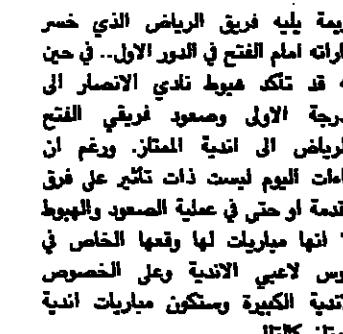 يمة يليه فريق الرياض الذي خسر
اراته امام الفتح في الدور الاول.. في حين
قد تأكد هبوط نادي الانصار الى
درجة الاولى وصعود فريقي الفتح
لرياض الى اندية الممتاز. ورغم ان
اءات اليوم ليست ذات تأثير على فرق
قدمة او حتى في عملية الصعود والهبوط
انها مباريات لها وقعها الخاص في
وس لاعبي الاندية وعلى الخصوص
تدية الكبيرة وستكون مباريات اندية